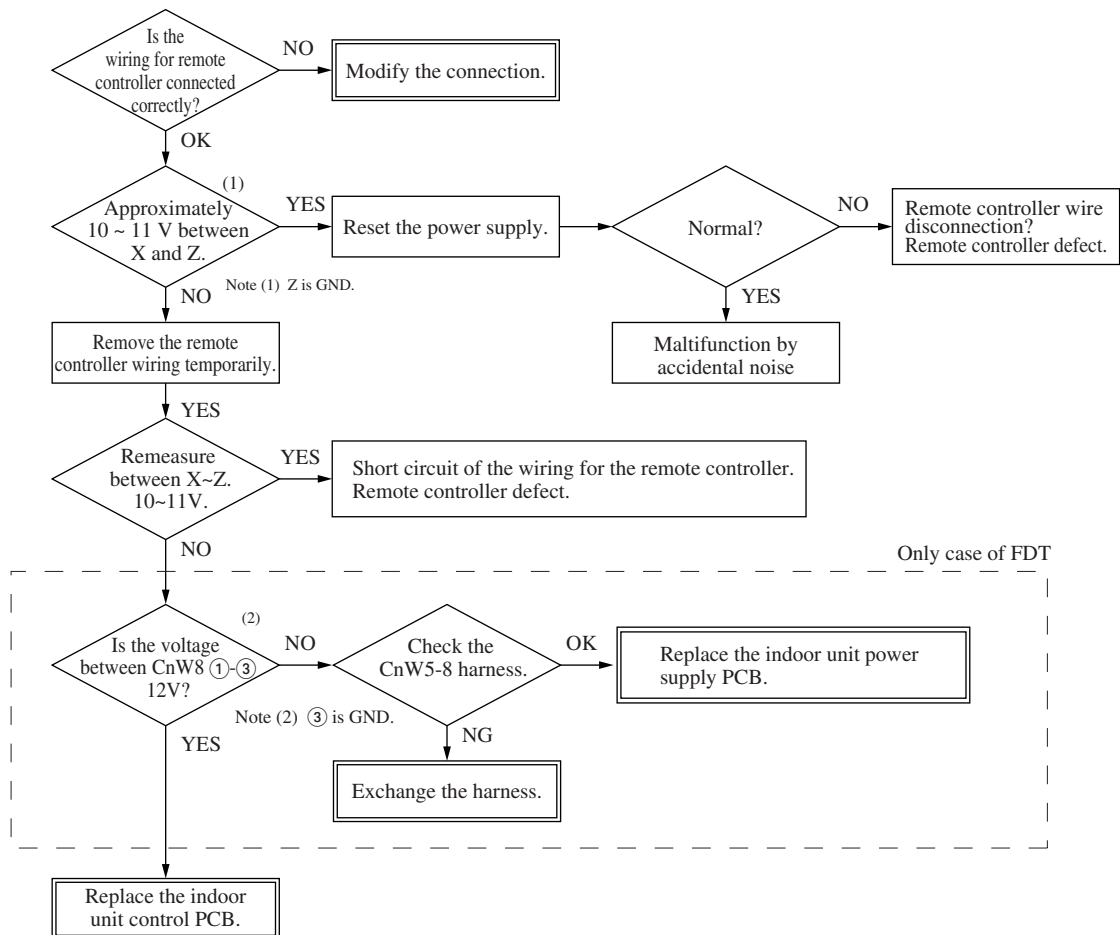 Is the
wiring for remote
controller connected
correctly?
NO
Modify the connection.
OK
(1)
Approximately
10 ~ 11 V between
X and Z.
YES
Reset the power supply.
Normal?
NO
Remote controller wire
disconnection?
Remote controller defect.
NO
Note (1) Z is GND.
YES
Maltifunction by
accidental noise
Remove the remote
controller wiring temporarily.
YES
Remeasure
between X~Z.
10~11V.
YES
Short circuit of the wiring for the remote controller.
Remote controller defect.
NO
Only case of FDT
(2)
Is the voltage
between CnW8 ①-③
12V?
NO
Check the
CnW5-8 harness.
OK
Replace the indoor unit power
supply PCB.
Note (2) ③ is GND.
YES
NG
Exchange the harness.
Replace the indoor
unit control PCB.